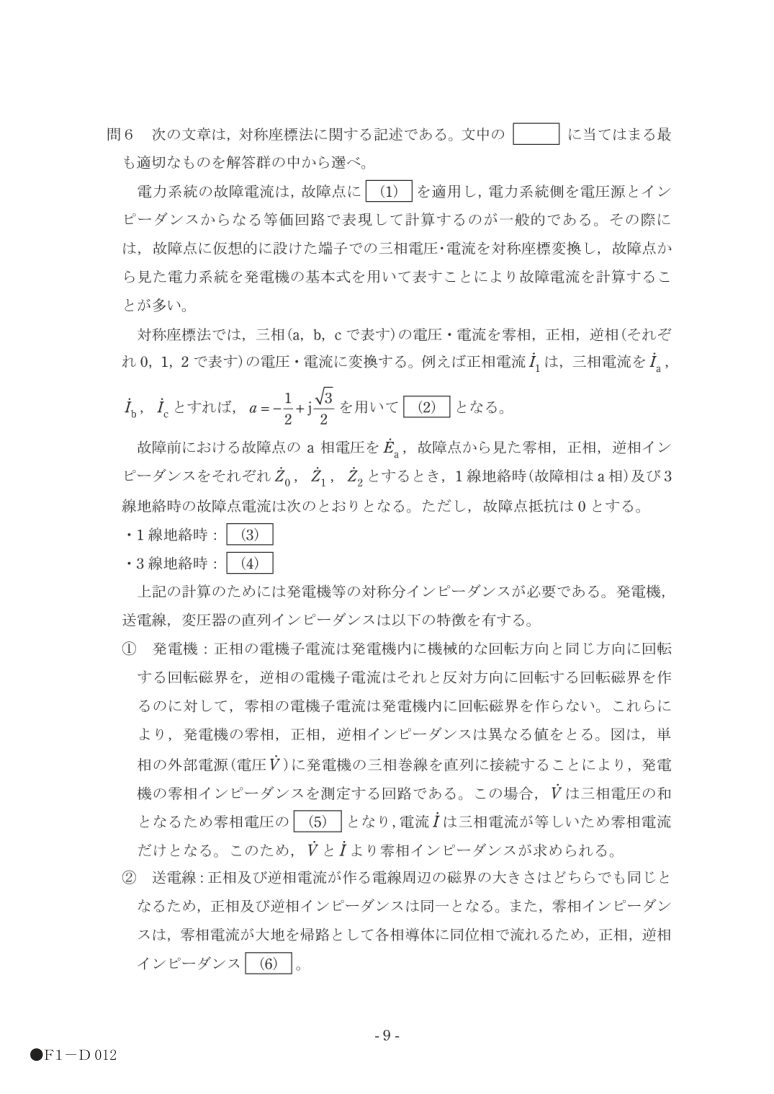 問6 次の文章は，対称座標法に関する記述である。文中の  に当てはまる最
も適切なものを解答群の中から選べ。
電力系統の故障電流は，故障点に (1) を適用し，電力系統側を電圧源とイン
ピーダンスからなる等価回路で表現して計算するのが一般的である。その際に
は，故障点に仮想的に設けた端子での三相電圧・電流を対称座標変換し，故障点か
ら見た電力系統を発電機の基本式を用いて表すことにより故障電流を計算するこ
とが多い。
対称座標法では，三相(a，b，c で表す)の電圧・電流を零相，正相，逆相(それぞ
れ 0，1，2 で表す)の電圧・電流に変換する。例えば正相電流 İ₁ は，三相電流を İa，
İb，İc とすれば，a = −1/2 + j√3/2 を用いて (2) となる。
故障前における故障点の a 相電圧を Ėa，故障点から見た零相，正相，逆相イン
ピーダンスをそれぞれ Ż₀，Ż₁，Ż₂ とするとき，1 線地絡時(故障相は a 相)及び 3
線地絡時の故障点電流は次のとおりとなる。ただし，故障点抵抗は 0 とする。
・1 線地絡時： (3)
・3 線地絡時： (4)
上記の計算のためには発電機等の対称分インピーダンスが必要である。発電機，
送電線，変圧器の直列インピーダンスは以下の特徴を有する。
① 発電機：正相の電機子電流は発電機内に機械的な回転方向と同じ方向に回転
する回転磁界を，逆相の電機子電流はそれと反対方向に回転する回転磁界を作
るのに対して，零相の電機子電流は発電機内に回転磁界を作らない。これらに
より，発電機の零相，正相，逆相インピーダンスは異なる値をとる。図は，単
相の外部電源(電圧 V̇)に発電機の三相巻線を直列に接続することにより，発電
機の零相インピーダンスを測定する回路である。この場合，V̇ は三相電圧の和
となるため零相電圧の (5) となり，電流 İ は三相電流が等しいため零相電流
だけとなる。このため，V̇ と İ より零相インピーダンスが求められる。
② 送電線：正相及び逆相電流が作る電線周辺の磁界の大きさはどちらでも同じと
なるため，正相及び逆相インピーダンスは同一となる。また，零相インピーダン
スは，零相電流が大地を帰路として各相導体に同位相で流れるため，正相，逆相
インピーダンス (6) 。
- 9 -
●F1－D 012